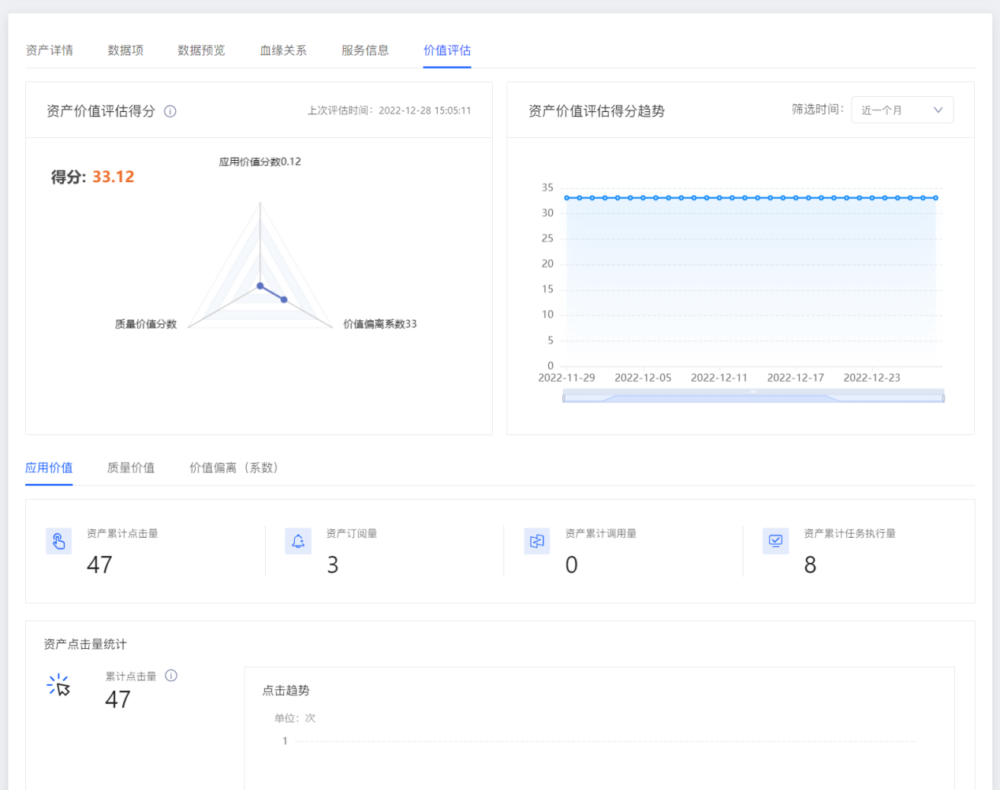 资产详情 数据项 数据预览 血缘关系 服务信息 价值评估
资产价值评估得分 上次评估时间：2022-12-28 15:05:11
得分: 33.12
应用价值分数0.12
质量价值分数
价值偏离系数33
资产价值评估得分趋势 筛选时间： 近一个月
35
30
25
20
15
10
5
0
2022-11-29 2022-12-05 2022-12-11 2022-12-17 2022-12-23
应用价值 质量价值 价值偏离（系数）
资产累计点击量 资产订阅量 资产累计调用量 资产累计任务执行量
47 3 0 8
资产点击量统计
累计点击量
47
点击趋势
单位：次
1